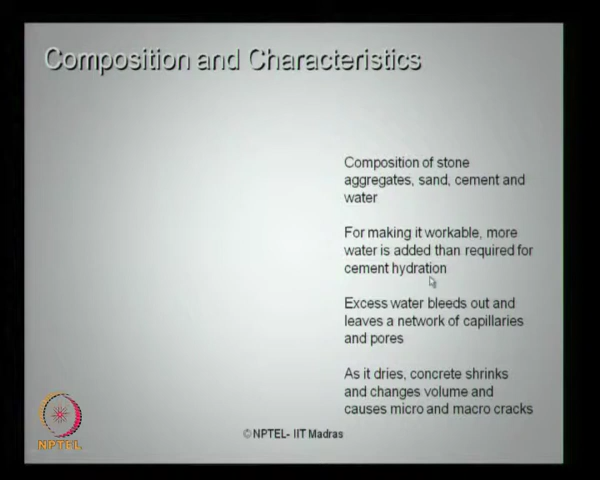 Composition and Characteristics
Composition of stone
aggregates, sand, cement and
water
For making it workable, more
water is added than required for
cement hydration
Excess water bleeds out and
leaves a network of capillaries
and pores
As it dries, concrete shrinks
and changes volume and
causes micro and macro cracks
NPTEL
© NPTEL- IIT Madras